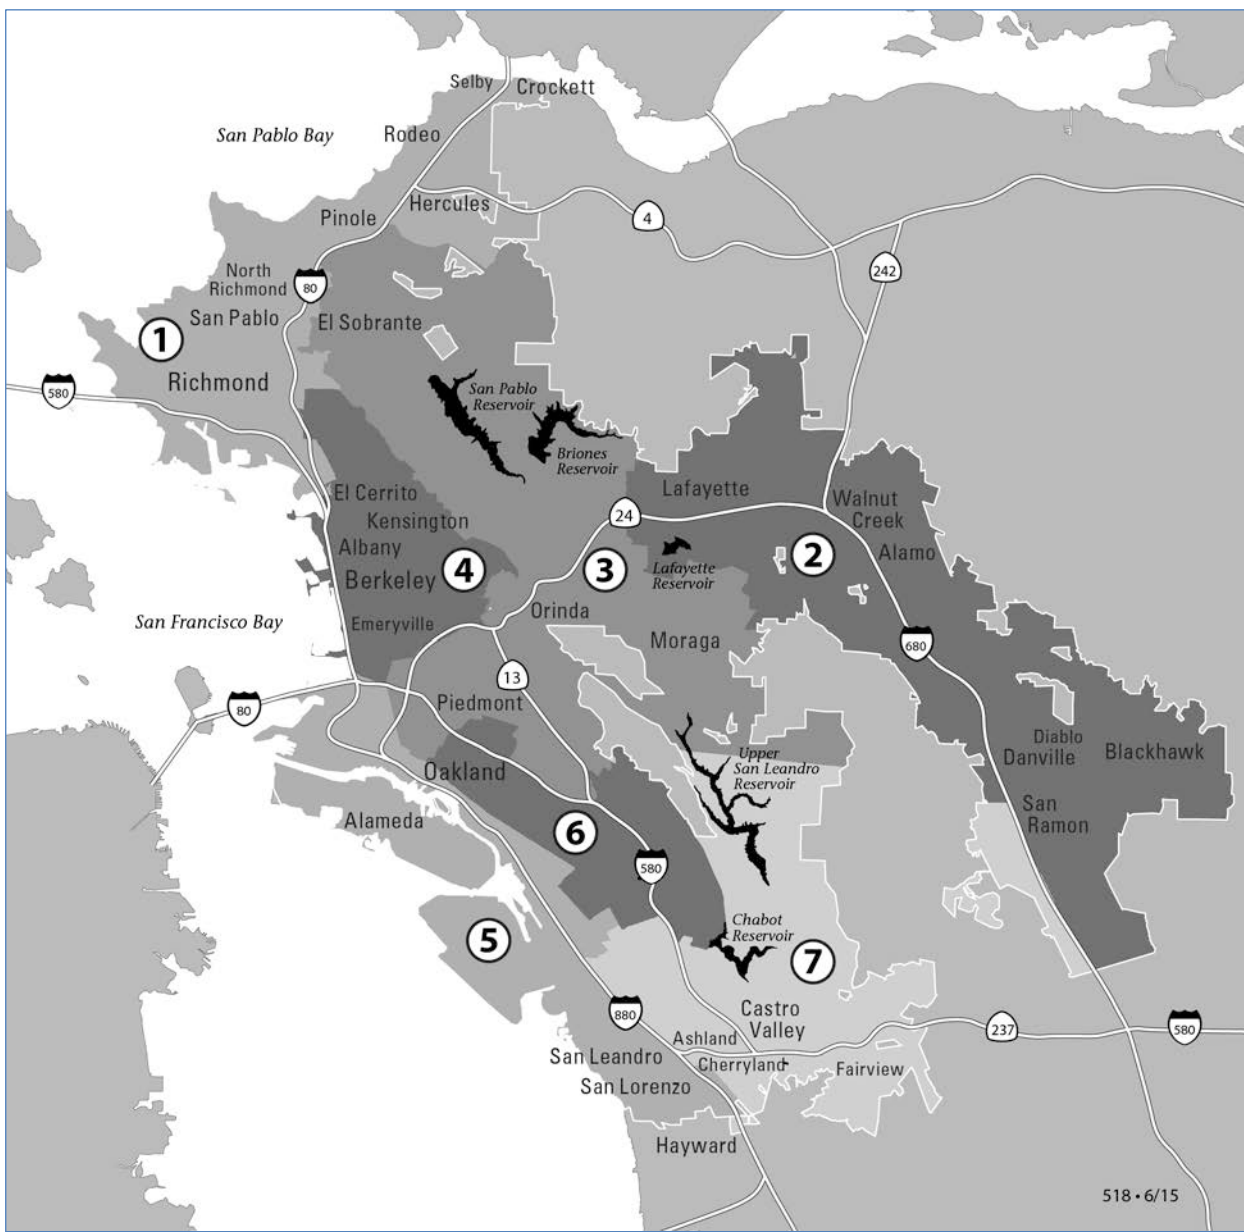 Selby
Crockett
San Pablo Bay
Rodeo
Hercules
4
Pinole
242
North
Richmond
80
San Pablo
El Sobrante
1
Richmond
580
San Pablo
Reservoir
Briones
Reservoir
El Cerrito
Kensington
Lafayette
Walnut
Creek
24
Albany
Alamo
Berkeley
4
3
Lafayette
Reservoir
2
San Francisco Bay
Emeryville
Orinda
Moraga
680
13
Piedmont
80
Diablo
Danville
Blackhawk
Upper
San Leandro
Reservoir
Oakland
San
Ramon
Alameda
6
580
Chabot
Reservoir
5
7
880
Castro
Valley
237
580
Ashland
San Leandro
Cherryland
Fairview
San Lorenzo
Hayward
518 • 6/15